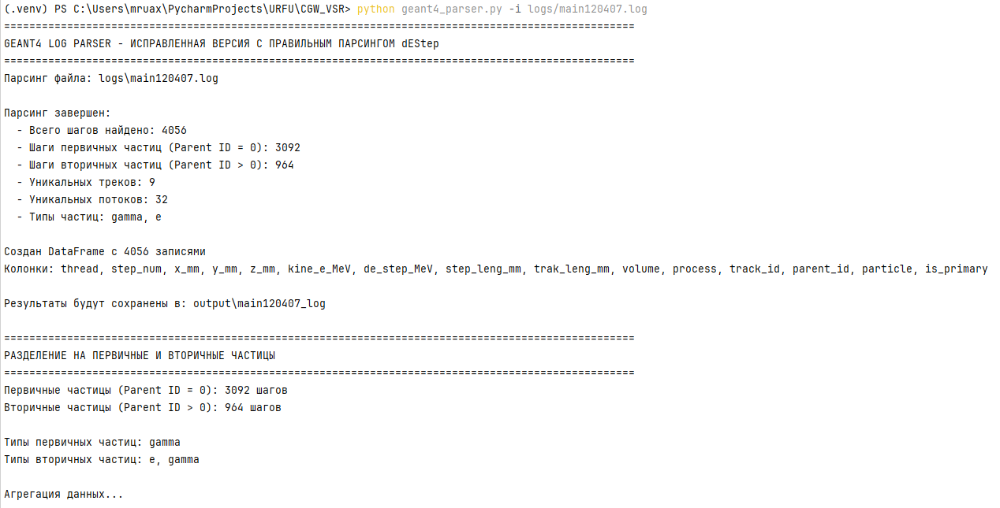 (.venv) PS C:\Users\mruax\PycharmProjects\URFU\CGW_VSR> python geant4_parser.py -i logs/main120407.log
====================================================================================================
GEANT4 LOG PARSER - ИСПРАВЛЕННАЯ ВЕРСИЯ С ПРАВИЛЬНЫМ ПАРСИНГОМ dEStep
====================================================================================================
Парсинг файла: logs\main120407.log
Парсинг завершен:
- Всего шагов найдено: 4056
- Шаги первичных частиц (Parent ID = 0): 3092
- Шаги вторичных частиц (Parent ID > 0): 964
- Уникальных треков: 9
- Уникальных потоков: 32
- Типы частиц: gamma, e
Создан DataFrame с 4056 записями
Колонки: thread, step_num, x_mm, y_mm, z_mm, kine_e_MeV, de_step_MeV, step_leng_mm, trak_leng_mm, volume, process, track_id, parent_id, particle, is_primary
Результаты будут сохранены в: output\main120407_log
====================================================================================================
РАЗДЕЛЕНИЕ НА ПЕРВИЧНЫЕ И ВТОРИЧНЫЕ ЧАСТИЦЫ
====================================================================================================
Первичные частицы (Parent ID = 0): 3092 шагов
Вторичные частицы (Parent ID > 0): 964 шагов
Типы первичных частиц: gamma
Типы вторичных частиц: e, gamma
Агрегация данных...